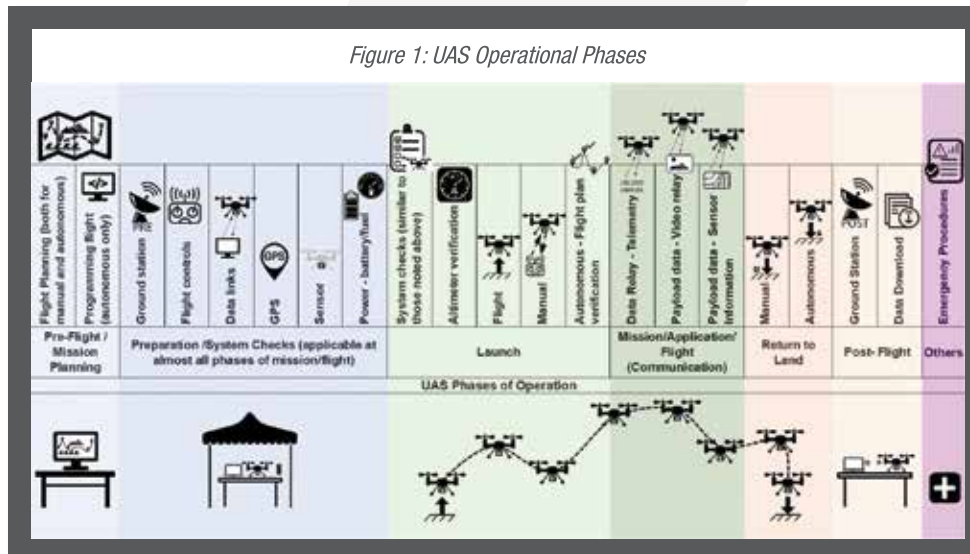 Figure 1: UAS Operational Phases
Flight Planning (both for
manual and autonomous)
Programming flight
(autonomous only)
PRE
Ground station
Flight controls
Data links
GPS
GPS
Sensor
Power - battery/fuel
System checks (similar to
those noted above)
Altimeter verification
Flight
Manual
Autonomous - Flight plan
verification
Data Relay - Telemetry
Payload data - Video relay
Payload data - Sensor
Information
Manual
Autonomous
POST
Ground Station
Data Download
Emergency Procedures
Pre-Flight /
Mission
Planning
Preparation /System Checks (applicable at
almost all phases of mission/flight)
Launch
Mission/Application/
Flight
(Communication)
Return to
Land
Post- Flight
Others
UAS Phases of Operation